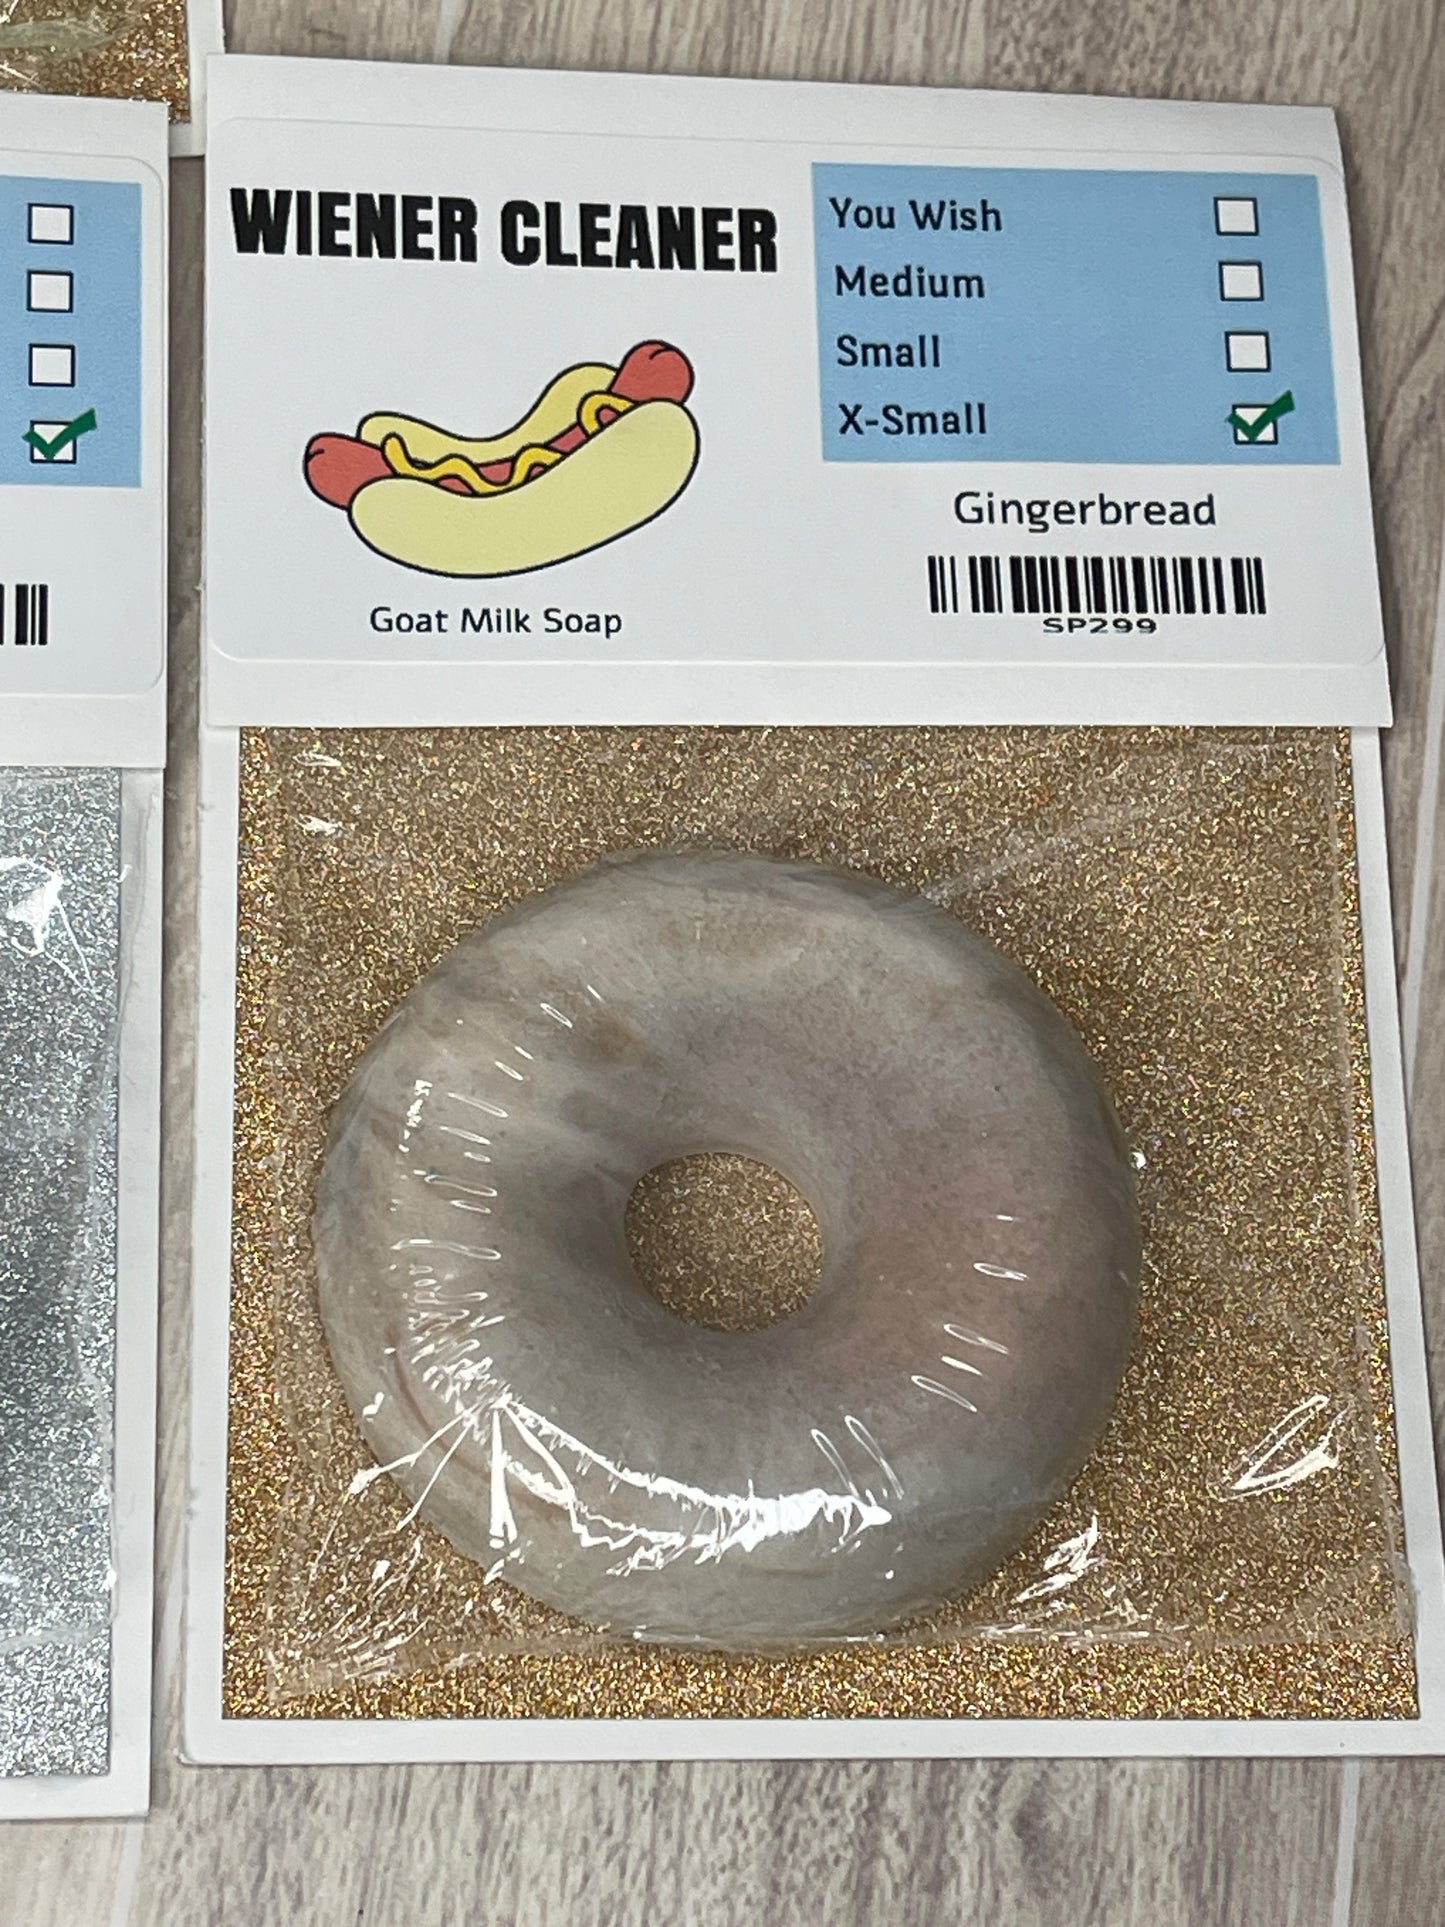 WIENER CLEANER
You Wish
Medium
Small
X-Small
Gingerbread
SP299
Goat Milk Soap